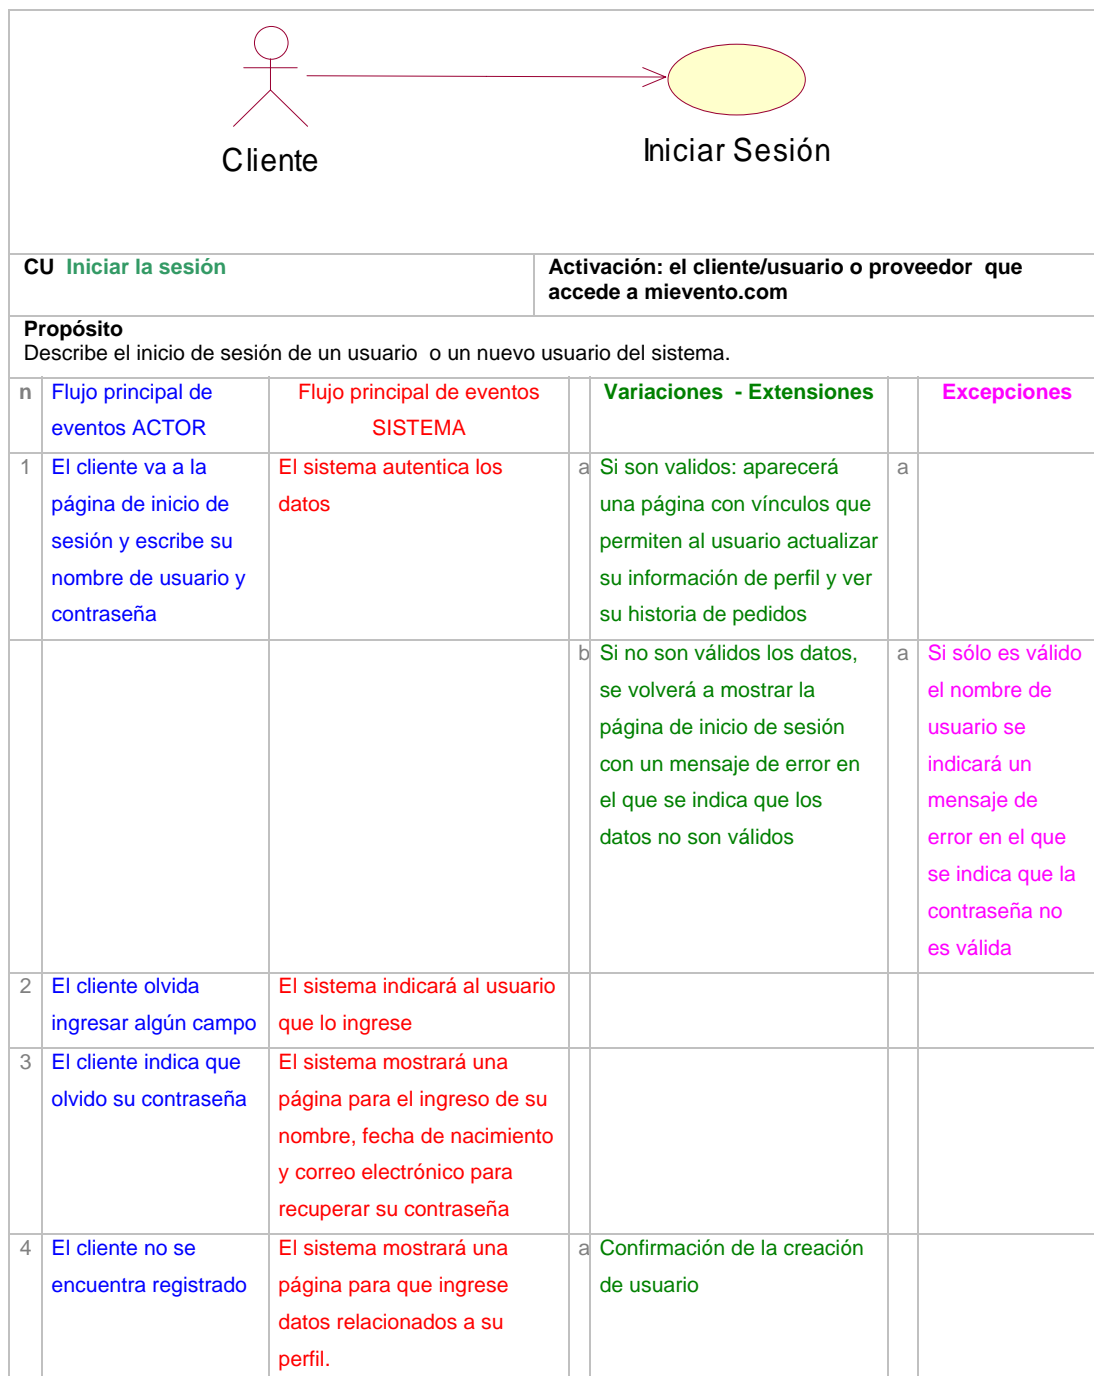 Cliente
Iniciar Sesión
CU Iniciar la sesión
Activación: el cliente/usuario o proveedor que
accede a mievento.com
Propósito
Describe el inicio de sesión de un usuario o un nuevo usuario del sistema.
n
Flujo principal de
eventos ACTOR
Flujo principal de eventos
SISTEMA
Variaciones - Extensiones
Excepciones
1
El cliente va a la
página de inicio de
sesión y escribe su
nombre de usuario y
contraseña
El sistema autentica los
datos
a
Si son validos: aparecerá
una página con vínculos que
permiten al usuario actualizar
su información de perfil y ver
su historia de pedidos
a
b
Si no son válidos los datos,
se volverá a mostrar la
página de inicio de sesión
con un mensaje de error en
el que se indica que los
datos no son válidos
a
Si sólo es válido
el nombre de
usuario se
indicará un
mensaje de
error en el que
se indica que la
contraseña no
es válida
2
El cliente olvida
ingresar algún campo
El sistema indicará al usuario
que lo ingrese
3
El cliente indica que
olvido su contraseña
El sistema mostrará una
página para el ingreso de su
nombre, fecha de nacimiento
y correo electrónico para
recuperar su contraseña
4
El cliente no se
encuentra registrado
El sistema mostrará una
página para que ingrese
datos relacionados a su
perfil.
a
Confirmación de la creación
de usuario